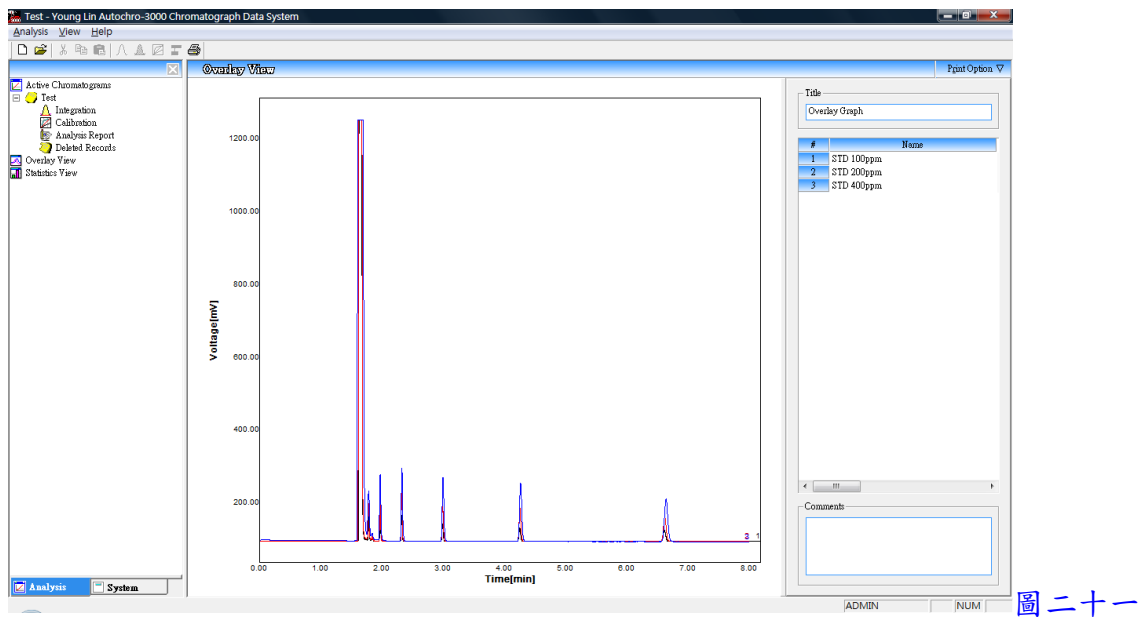 Test - Young Lin Autochro-3000 Chromatograph Data System
Analysis View Help
Overlay View
Print Option ▽
Active Chromatograms
Test
Integration
Calibration
Analysis Report
Deleted Records
Overlay View
Statistics View
1200.00
1000.00
800.00
600.00
400.00
200.00
Voltage[mV]
0.00 1.00 2.00 3.00 4.00 5.00 6.00 7.00 8.00
Time[min]
3 1
Title
Overlay Graph
# Name
1 STD 100ppm
2 STD 200ppm
3 STD 400ppm
Comments
Analysis System
ADMIN NUM
圖二十一